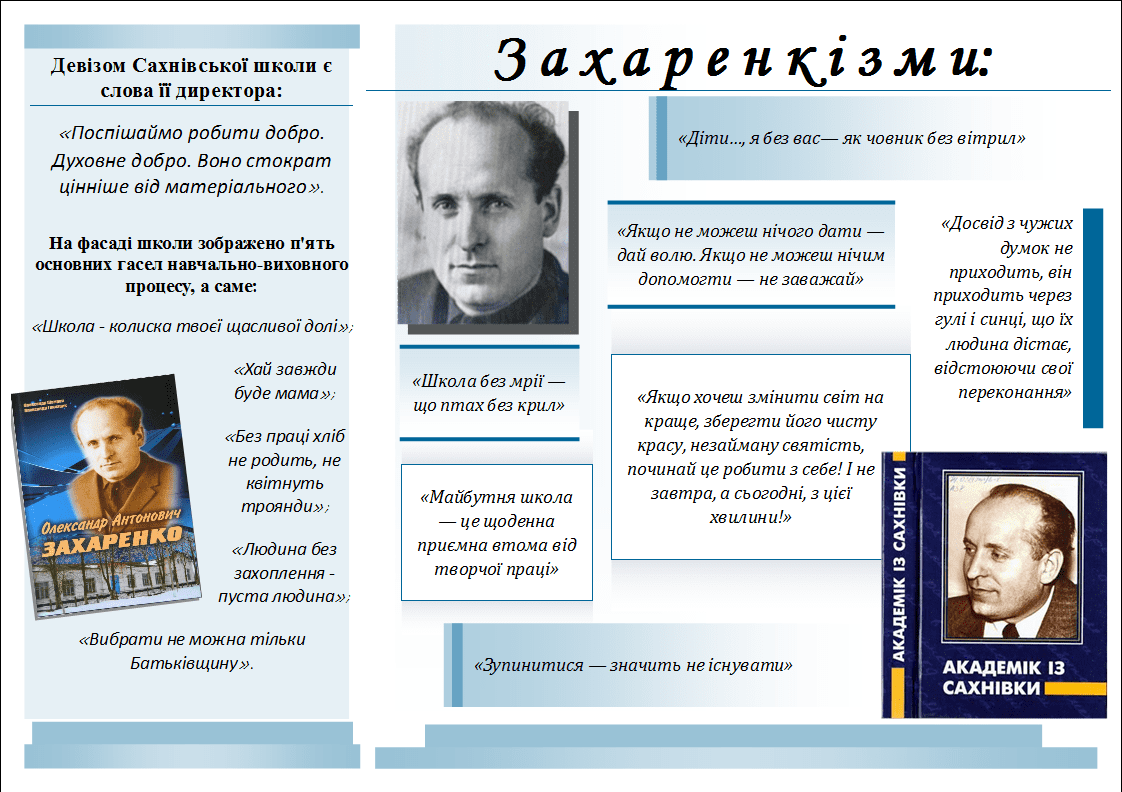 Девізом Сахнівської школи є
слова її директора:
«Поспішаймо робити добро.
Духовне добро. Воно стократ
цінніше від матеріального».
На фасаді школи зображено п'ять
основних гасел навчально-виховного
процесу, а саме:
«Школа - колиска твоєї щасливої долі»;
«Хай завжди
буде мама»;
«Без праці хліб
не родить, не
квітнуть
троянди»;
«Людина без
захоплення -
пуста людина»;
«Вибрати не можна тільки
Батьківщину».
Олександр Антонович
ЗАХАРЕНКО
Захаренкізми:
«Діти..., я без вас— як човник без вітрил»
«Якщо не можеш нічого дати —
дай волю. Якщо не можеш нічим
допомогти — не заважай»
«Досвід з чужих
думок не
приходить, він
приходить через
гулі і синці, що їх
людина дістає,
відстоюючи свої
переконання»
«Школа без мрії —
що птах без крил»
«Якщо хочеш змінити світ на
краще, зберегти його чисту
красу, незайману святість,
починай це робити з себе! І не
завтра, а сьогодні, з цієї
хвилини!»
«Майбутня школа
— це щоденна
приємна втома від
творчої праці»
«Зупинитися — значить не існувати»
АКАДЕМІК ІЗ САХНІВКИ
АКАДЕМІК ІЗ
САХНІВКИ